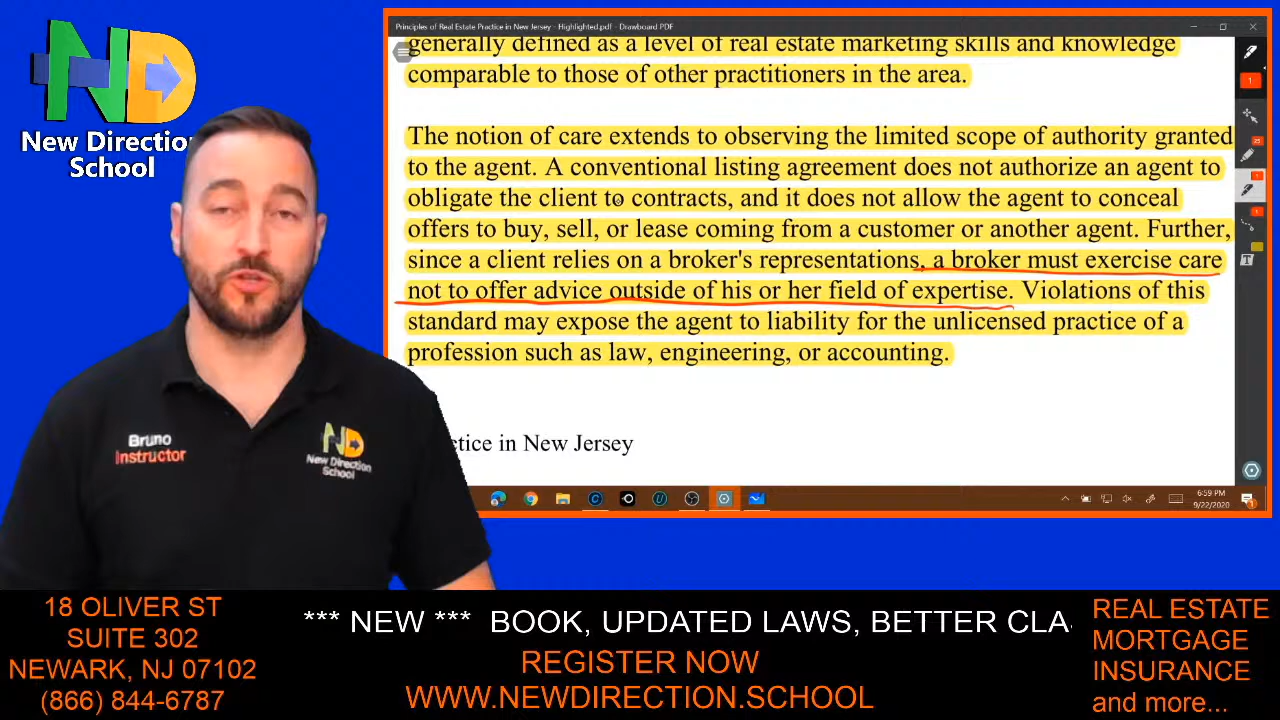 New Direction
School
Principles of Real Estate Practice in New Jersey - Highlighted.pdf - Drawboard PDF
generally defined as a level of real estate marketing skills and knowledge
comparable to those of other practitioners in the area.
The notion of care extends to observing the limited scope of authority granted
to the agent. A conventional listing agreement does not authorize an agent to
obligate the client to contracts, and it does not allow the agent to conceal
offers to buy, sell, or lease coming from a customer or another agent. Further,
since a client relies on a broker's representations, a broker must exercise care
not to offer advice outside of his or her field of expertise. Violations of this
standard may expose the agent to liability for the unlicensed practice of a
profession such as law, engineering, or accounting.
ctice in New Jersey
6:59 PM
9/22/2020
Bruno
Instructor
ND
New Direction
School
18 OLIVER ST
SUITE 302
NEWARK, NJ 07102
(866) 844-6787
*** NEW *** BOOK, UPDATED LAWS, BETTER CLA
REGISTER NOW
WWW.NEWDIRECTION.SCHOOL
REAL ESTATE
MORTGAGE
INSURANCE
and more...